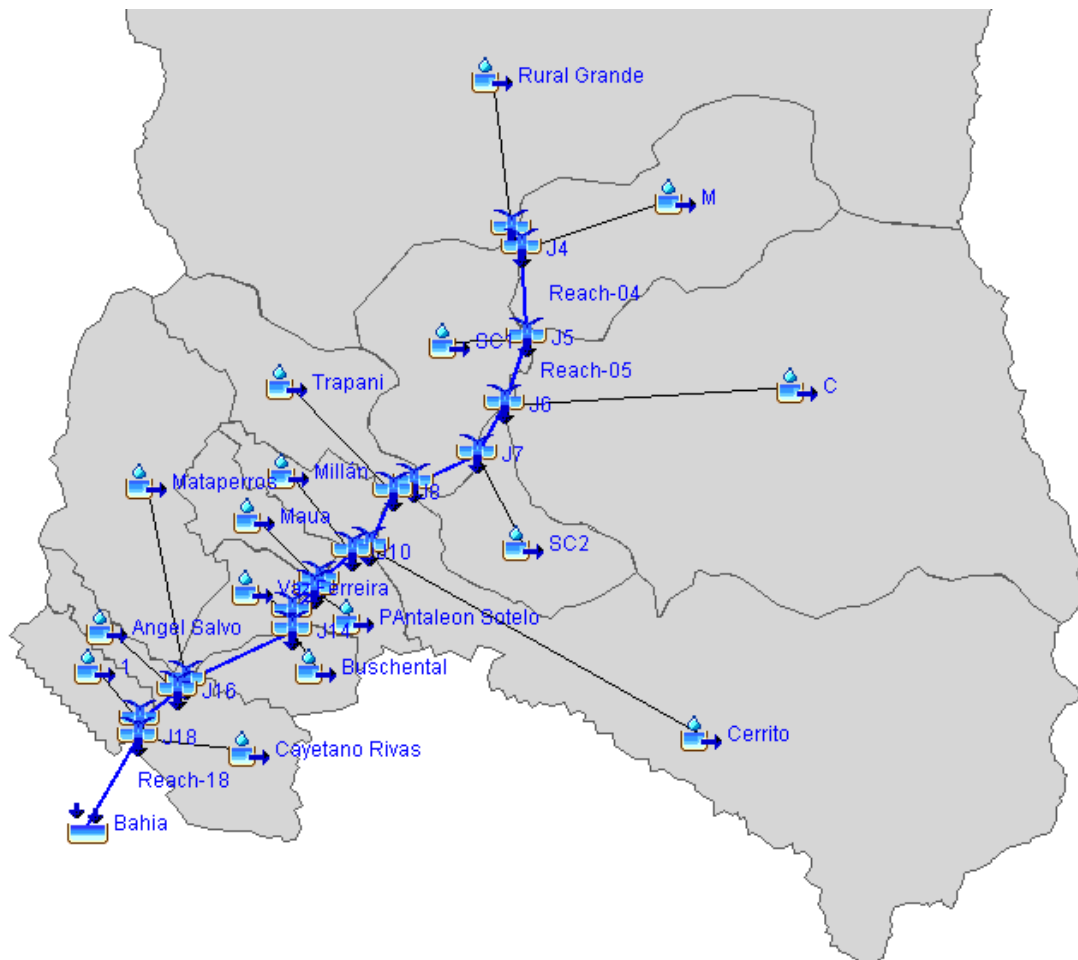 Rural Grande
M
J4
Reach-04
SC1
J5
Reach-05
Trapani
C
J6
J7
Millán
Mataperros
J8
Maua
J10
SC2
Vaz Ferreira
PAntaleon Sotelo
Angel Salvo
J14
1
Buschental
J16
J18
Cayetano Rivas
Cerrito
Reach-18
Bahia